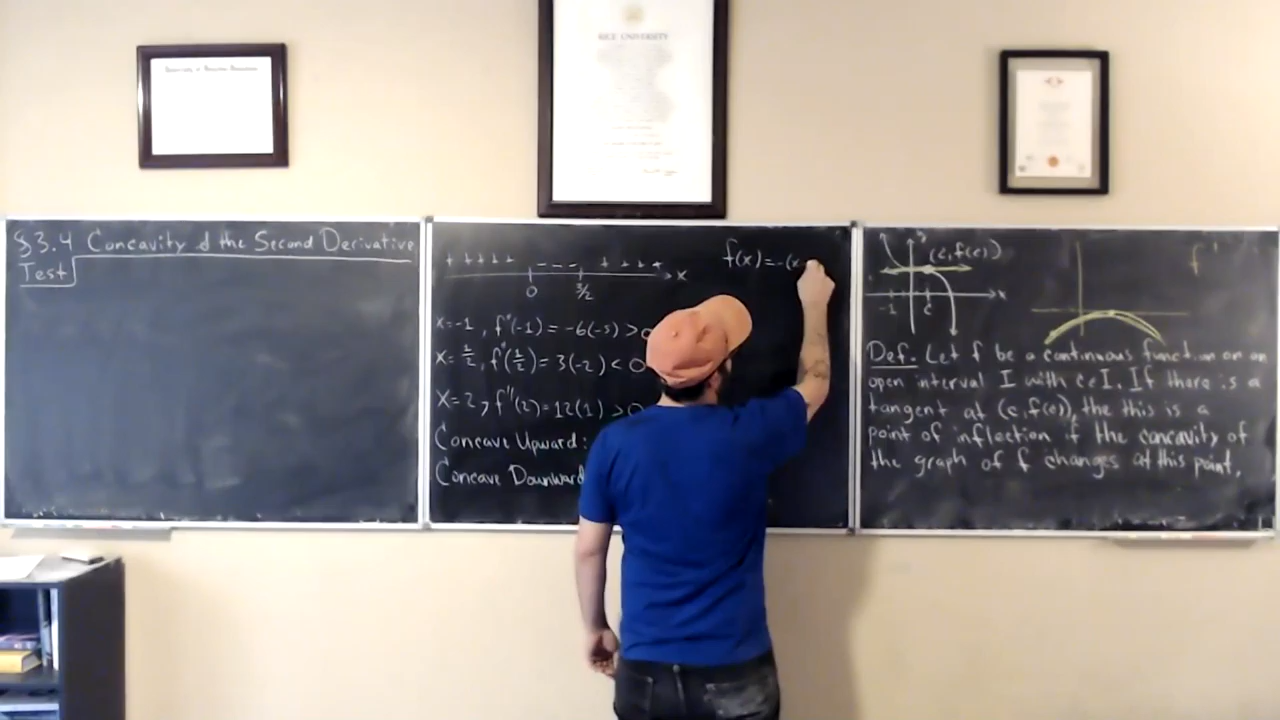 RICE UNIVERSITY
§3.4 Concavity & the Second Derivative
Test
+ + + + + - - - + + + + x
0 3/2
x=-1, f"(-1) = -6(-5) > 0
x=1/2, f"(1/2) = 3(-2) < 0
x=2, f"(2)=12(1) > 0
Concave Upward:
Concave Downward
f(x)=-(x
y
(c,f(c))
-1 c x
f'
Def. Let f be a continuous function on an
open interval I with c∈I. If there is a
tangent at (c,f(c)), the this is a
point of inflection if the concavity of
the graph of f changes at this point.